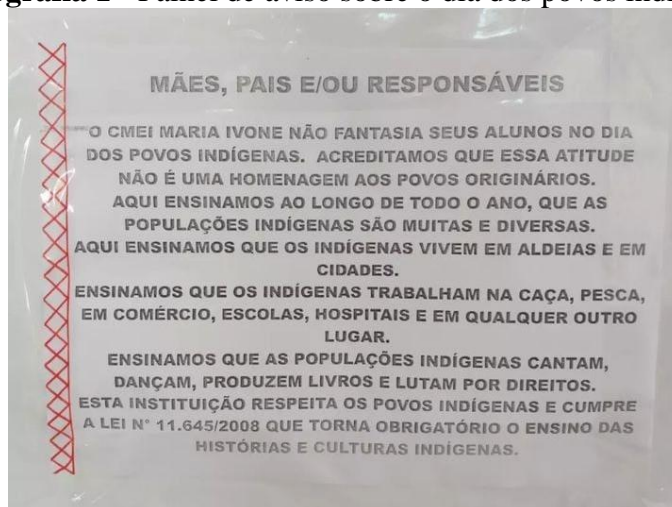 MÃES, PAIS E/OU RESPONSÁVEIS
O CMEI MARIA IVONE NÃO FANTASIA SEUS ALUNOS NO DIA
DOS POVOS INDÍGENAS. ACREDITAMOS QUE ESSA ATITUDE
NÃO É UMA HOMENAGEM AOS POVOS ORIGINÁRIOS.
AQUI ENSINAMOS AO LONGO DE TODO O ANO, QUE AS
POPULAÇÕES INDÍGENAS SÃO MUITAS E DIVERSAS.
AQUI ENSINAMOS QUE OS INDÍGENAS VIVEM EM ALDEIAS E EM
CIDADES.
ENSINAMOS QUE OS INDÍGENAS TRABALHAM NA CAÇA, PESCA,
EM COMÉRCIO, ESCOLAS, HOSPITAIS E EM QUALQUER OUTRO
LUGAR.
ENSINAMOS QUE AS POPULAÇÕES INDÍGENAS CANTAM,
DANÇAM, PRODUZEM LIVROS E LUTAM POR DIREITOS.
ESTA INSTITUIÇÃO RESPEITA OS POVOS INDÍGENAS E CUMPRE
A LEI N° 11.645/2008 QUE TORNA OBRIGATÓRIO O ENSINO DAS
HISTÓRIAS E CULTURAS INDÍGENAS.